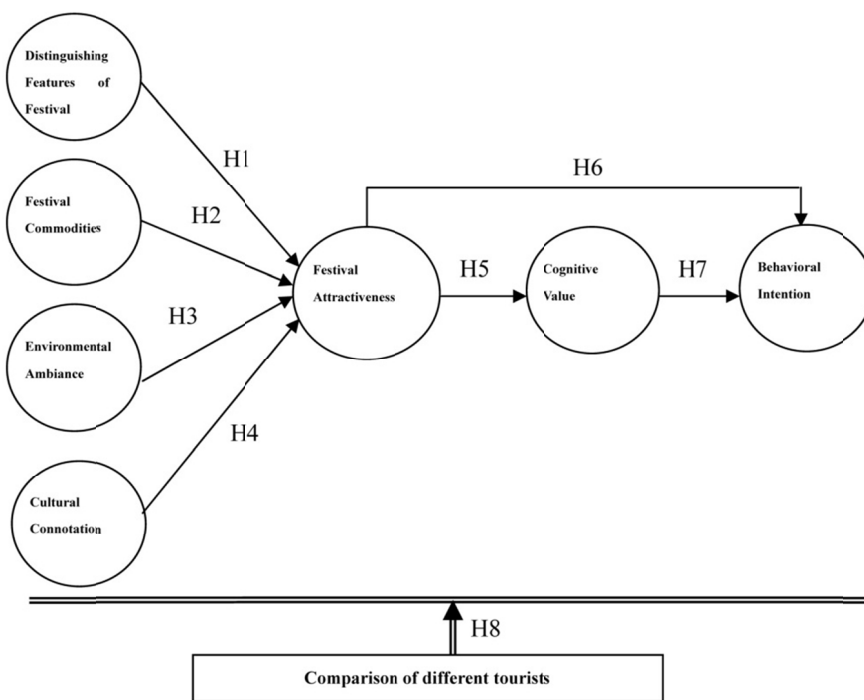 Distinguishing
Features of
Festival
H1
Festival
Commodities
H2
H3
Environmental
Ambiance
H4
Cultural
Connotation
Festival
Attractiveness
H5
H6
Cognitive
Value
H7
Behavioral
Intention
H8
Comparison of different tourists